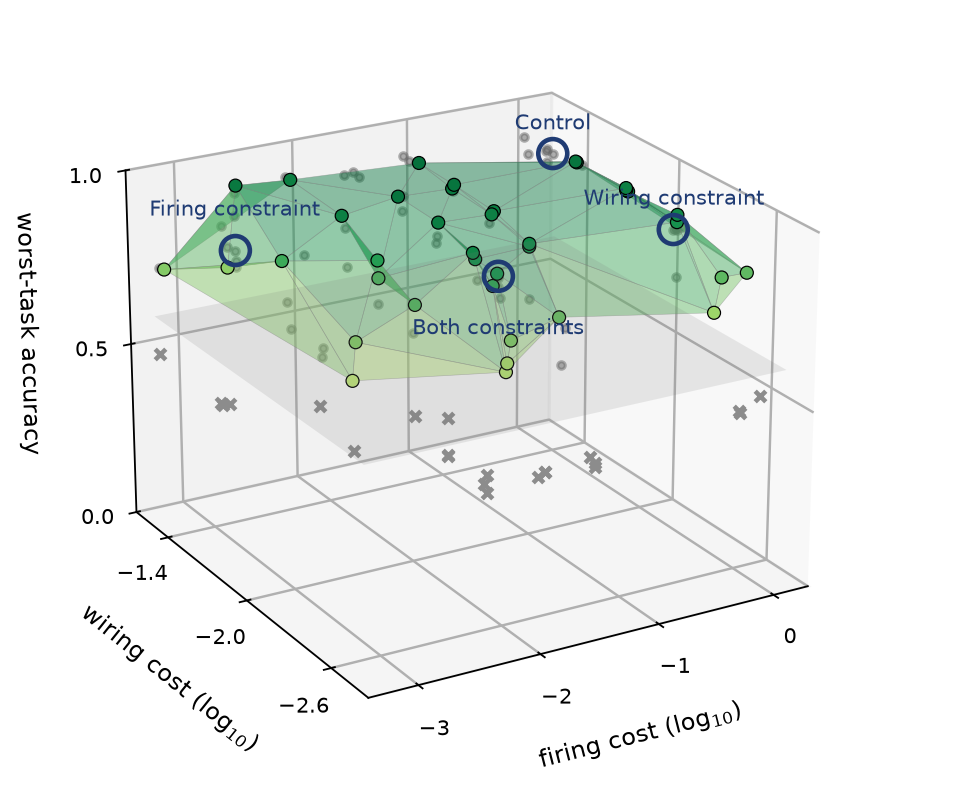 Control
1.0
Wiring constraint
Firing constraint
worst-task accuracy
Both constraints
0.5
0.0
−1.4
−2.0
−2.6
wiring cost (log₁₀)
−3
−2
−1
0
firing cost (log₁₀)